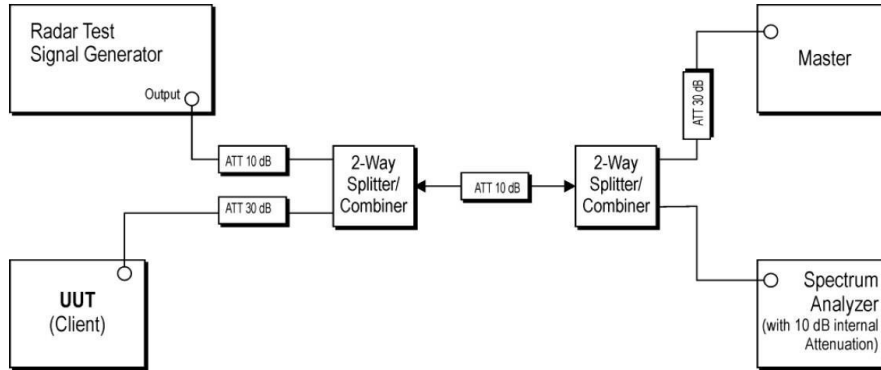 Radar Test
Signal Generator
Output
ATT 10 dB
ATT 30 dB
2-Way
Splitter/
Combiner
ATT 10 dB
2-Way
Splitter/
Combiner
ATT 30 dB
Master
UUT
(Client)
Spectrum
Analyzer
(with 10 dB internal
Attenuation)